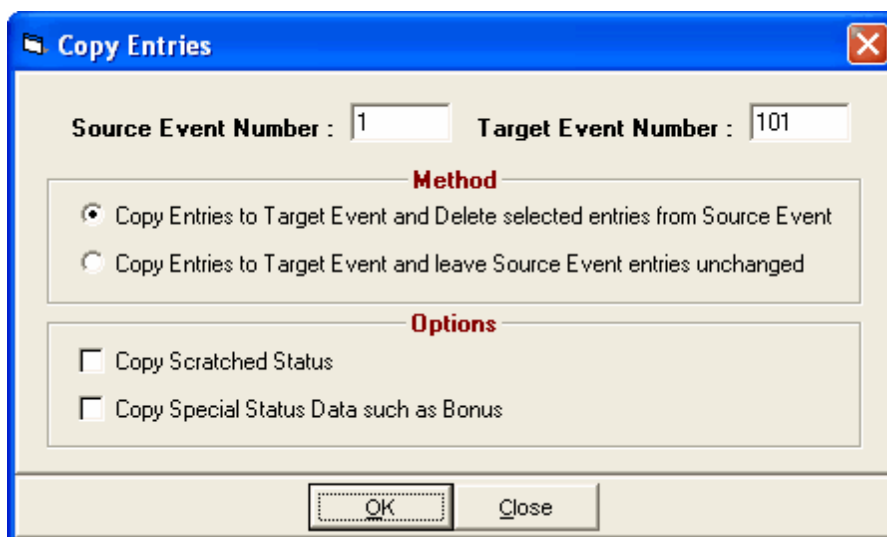 Copy Entries
Source Event Number : 1 Target Event Number : 101
Method
Copy Entries to Target Event and Delete selected entries from Source Event
Copy Entries to Target Event and leave Source Event entries unchanged
Options
Copy Scratched Status
Copy Special Status Data such as Bonus
OK Close